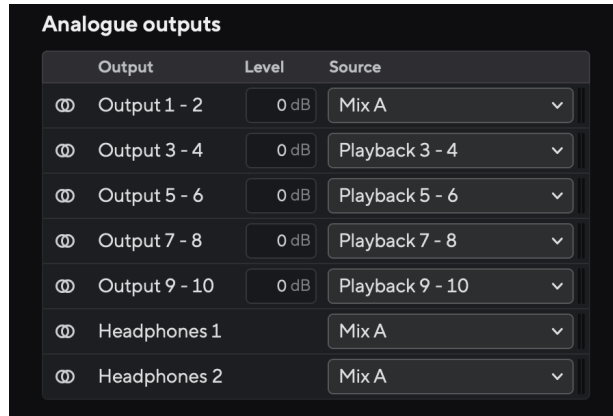 Analogue outputs
Output Level Source
Output 1 - 2 0 dB Mix A
Output 3 - 4 0 dB Playback 3 - 4
Output 5 - 6 0 dB Playback 5 - 6
Output 7 - 8 0 dB Playback 7 - 8
Output 9 - 10 0 dB Playback 9 - 10
Headphones 1 Mix A
Headphones 2 Mix A